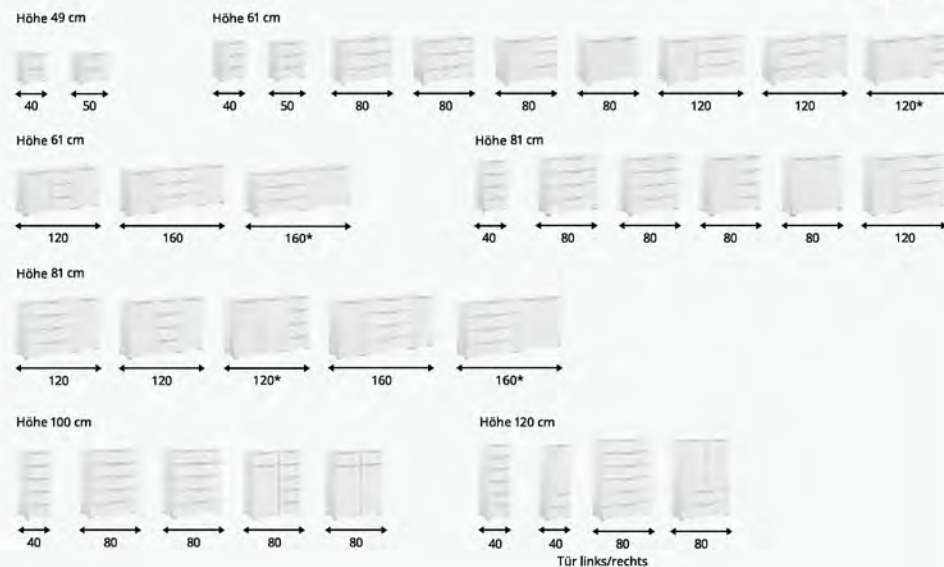 Höhe 49 cm
Höhe 61 cm
40 50
40 50 80 80 80 80 120 120 120*
Höhe 61 cm
Höhe 81 cm
120 160 160*
40 80 80 80 80 120
Höhe 81 cm
120 120 120* 160 160*
Höhe 100 cm
Höhe 120 cm
40 80 80 80 80
40 40 80 80
Tür links/rechts